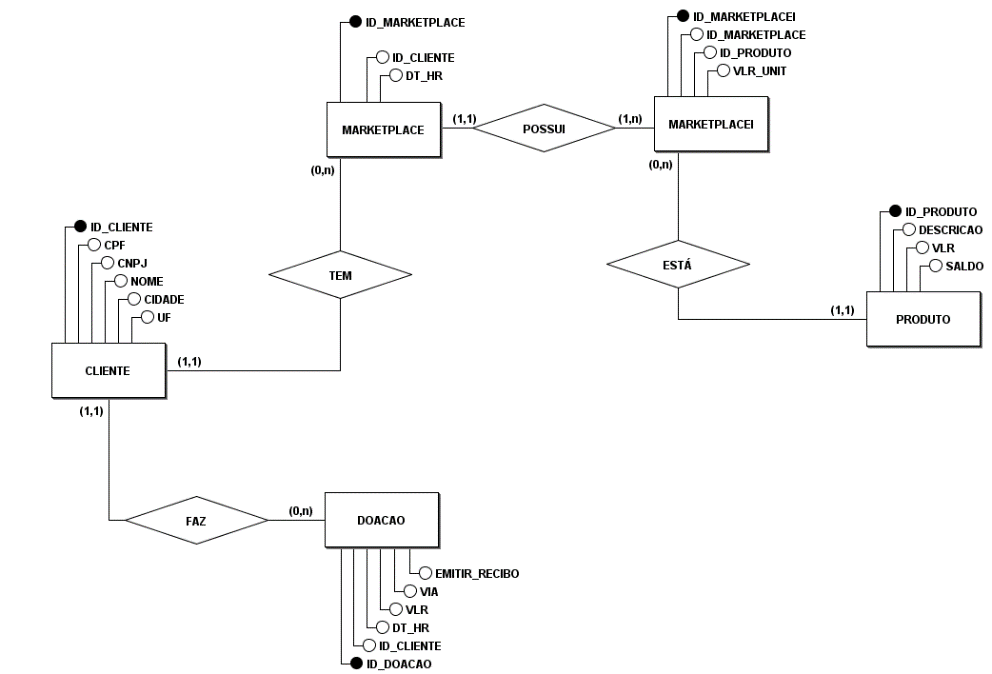 ID_MARKETPLACE
ID_CLIENTE
DT_HR
MARKETPLACE
(1,1)
POSSUI
(1,n)
ID_MARKETPLACEI
ID_MARKETPLACE
ID_PRODUTO
VLR_UNIT
MARKETPLACEI
(0,n)
(0,n)
TEM
ESTÁ
ID_PRODUTO
DESCRICAO
VLR
SALDO
(1,1)
PRODUTO
ID_CLIENTE
CPF
CNPJ
NOME
CIDADE
UF
CLIENTE
(1,1)
(1,1)
FAZ
(0,n)
DOACAO
EMITIR_RECIBO
VIA
VLR
DT_HR
ID_CLIENTE
ID_DOACAO